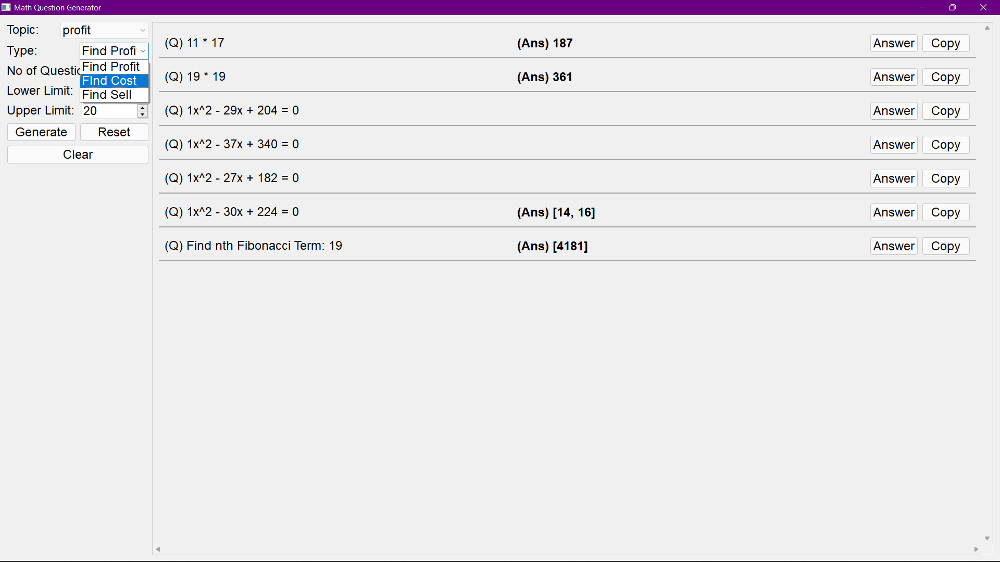 Math Question Generator
Topic: profit
Type: Find Profi
Find Profit
FInd Cost
Find Sell
No of Questio
Lower Limit:
Upper Limit: 20
Generate Reset
Clear
(Q) 11 * 17 (Ans) 187 Answer Copy
(Q) 19 * 19 (Ans) 361 Answer Copy
(Q) 1x^2 - 29x + 204 = 0 Answer Copy
(Q) 1x^2 - 37x + 340 = 0 Answer Copy
(Q) 1x^2 - 27x + 182 = 0 Answer Copy
(Q) 1x^2 - 30x + 224 = 0 (Ans) [14, 16] Answer Copy
(Q) Find nth Fibonacci Term: 19 (Ans) [4181] Answer Copy